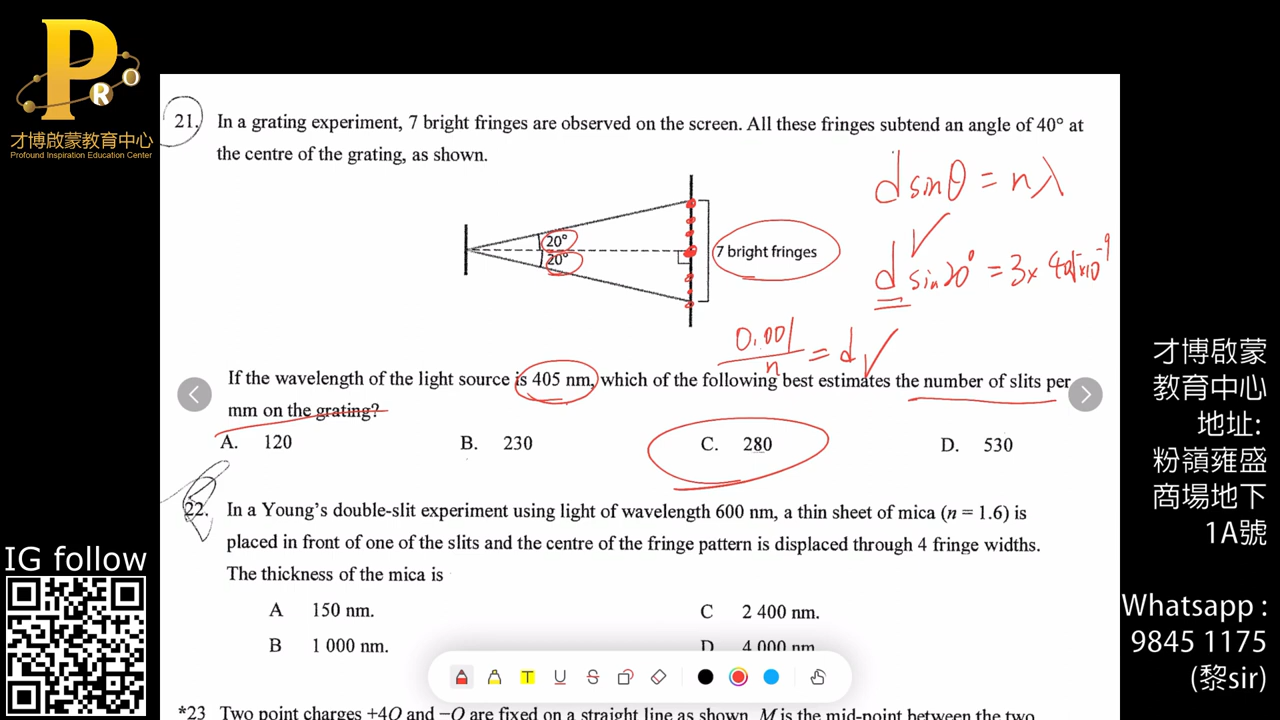 PRO
才博啟蒙教育中心
Profound Inspiration Education Center
21. In a grating experiment, 7 bright fringes are observed on the screen. All these fringes subtend an angle of 40° at
the centre of the grating, as shown.
20°
20°
7 bright fringes
d sinθ = nλ
d sin20° = 3 × 405×10⁻⁹
0.001/n = d
If the wavelength of the light source is 405 nm, which of the following best estimates the number of slits per
mm on the grating?
A. 120 B. 230 C. 280 D. 530
22. In a Young's double-slit experiment using light of wavelength 600 nm, a thin sheet of mica (n = 1.6) is
placed in front of one of the slits and the centre of the fringe pattern is displaced through 4 fringe widths.
The thickness of the mica is
A 150 nm. C 2 400 nm.
B 1 000 nm. D 4 000 nm
*23 Two point charges +4Q and −Q are fixed on a straight line as shown. M is the mid-point between the two
IG follow
才博啟蒙
教育中心
地址:
粉嶺雍盛
商場地下
1A號
Whatsapp :
9845 1175
(黎sir)